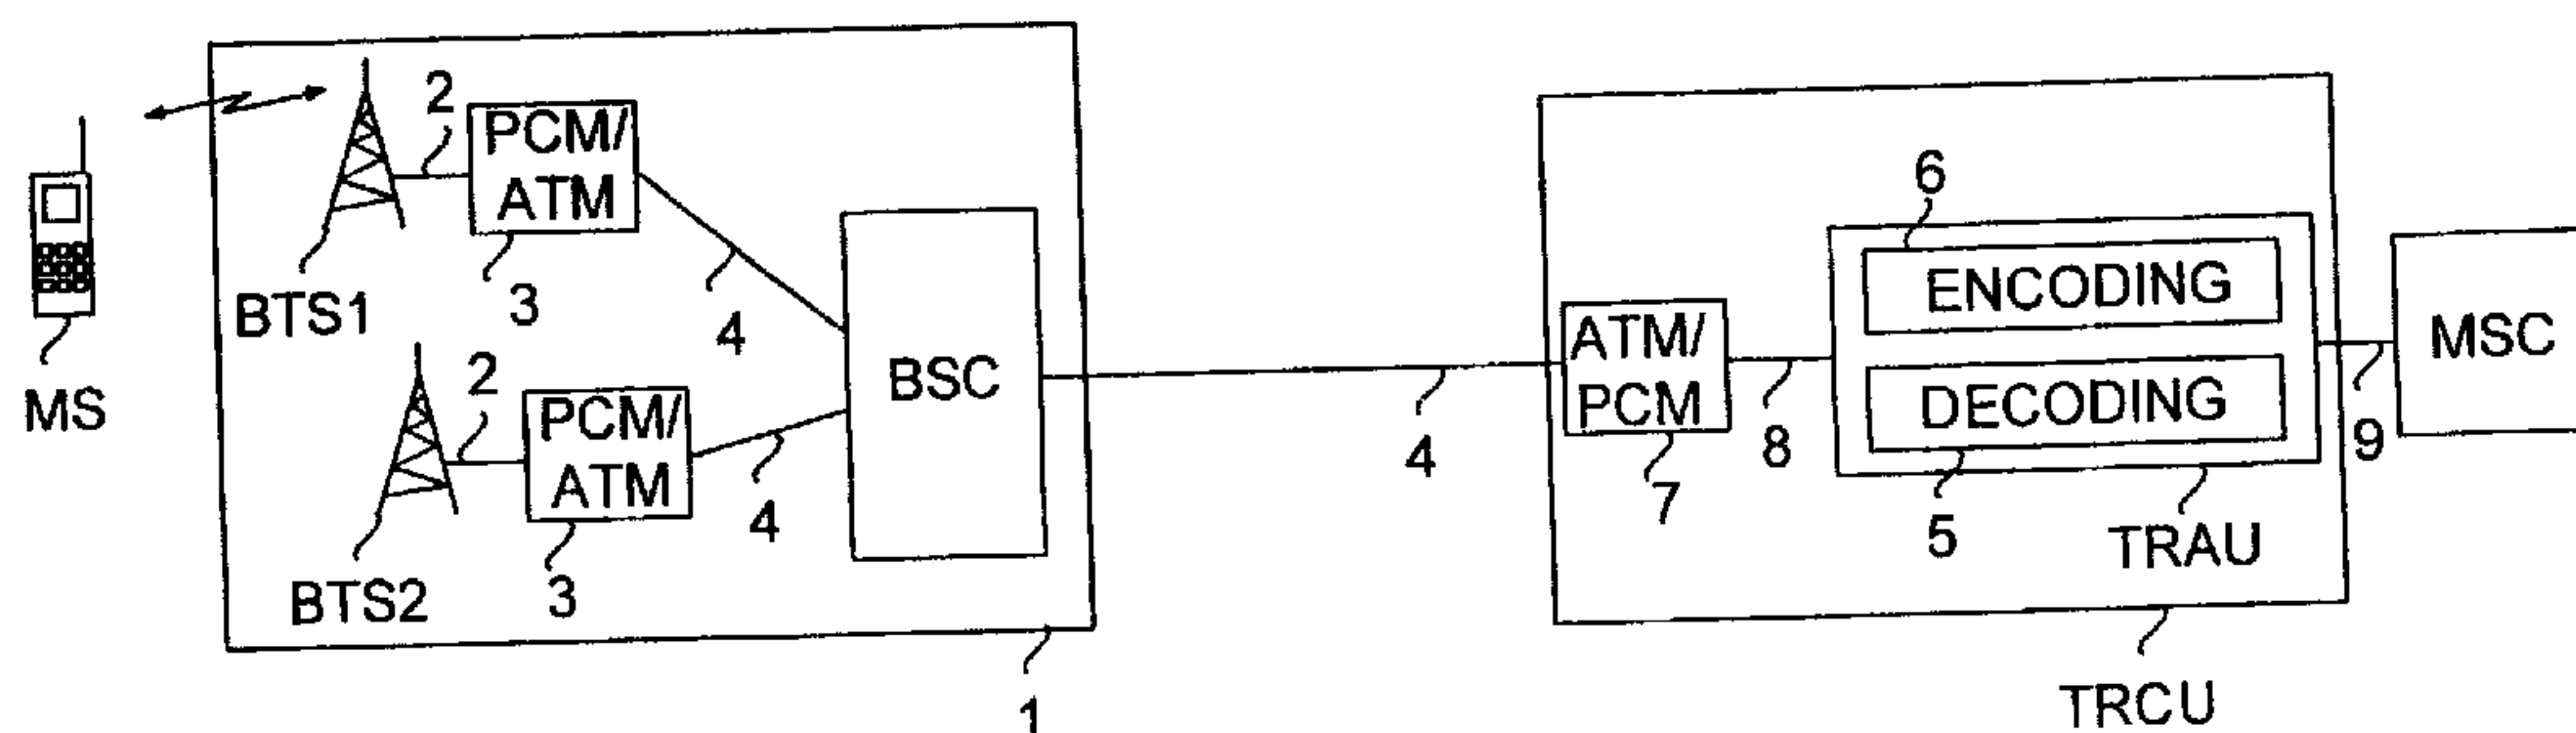 2
PCM/
ATM
3
BTS1
MS
4
2
PCM/
ATM
3
BTS2
4
BSC
1
4
ATM/
PCM
7
8
6
ENCODING
DECODING
5
TRAU
TRCU
9
MSC